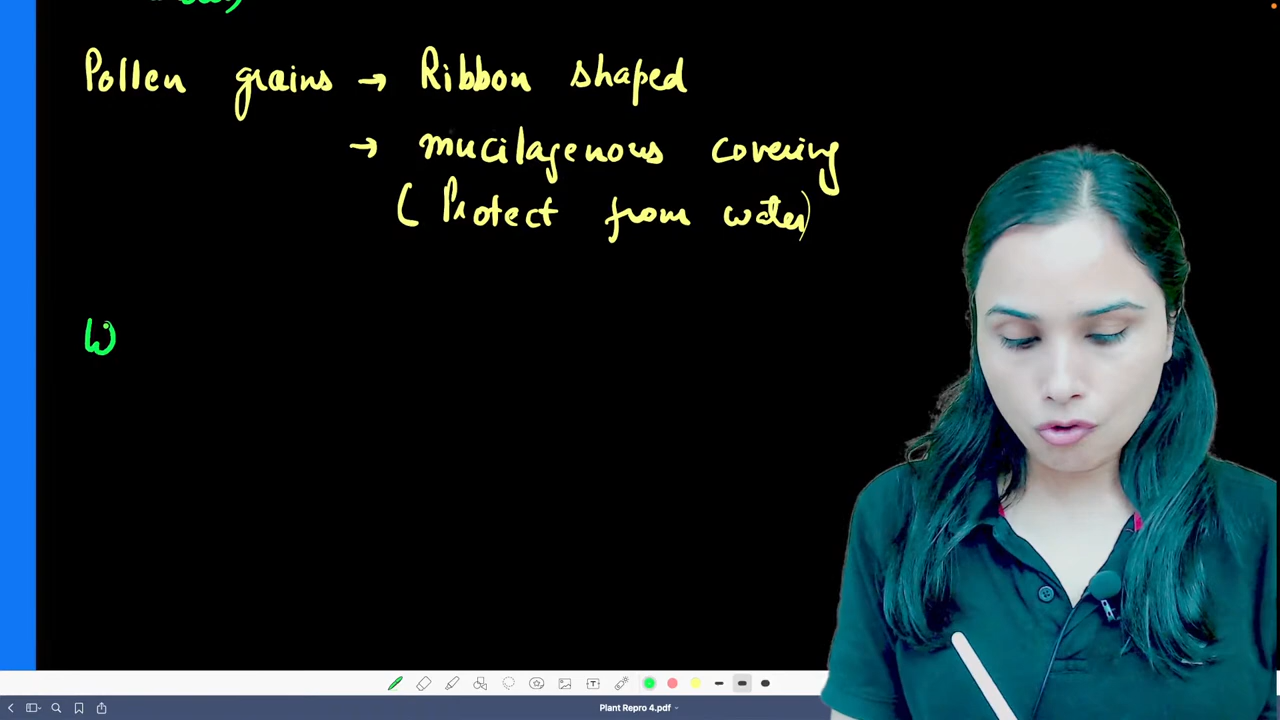 Pollen grains → Ribbon shaped
→ mucilagenous covering
(Protect from water)
W
Plant Repro 4.pdf